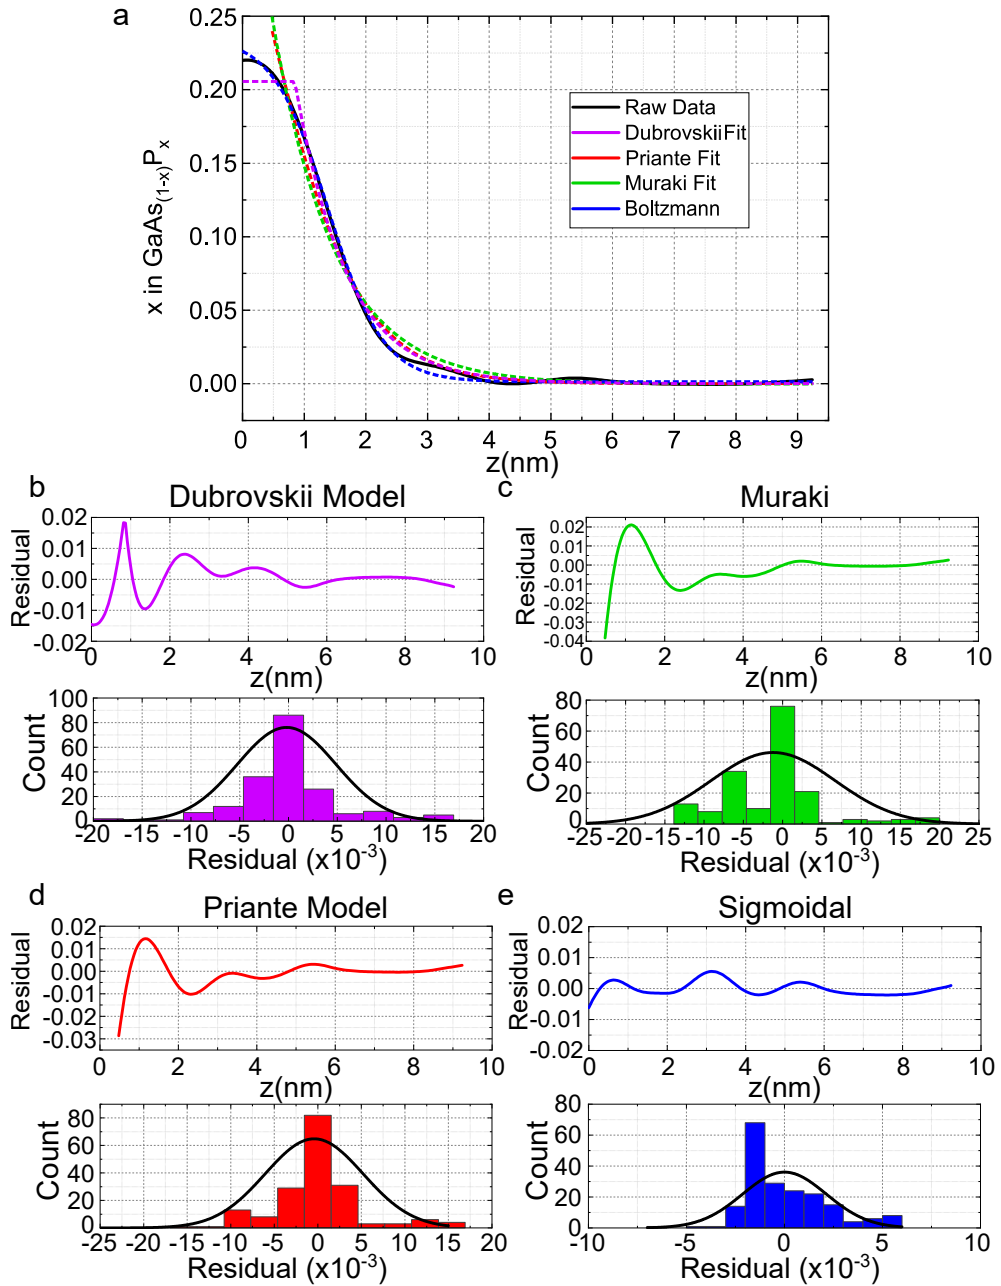 a
x in GaAs(1-x)Px
0.25
0.20
0.15
0.10
0.05
0.00
Raw Data
DubrovskiiFit
Priante Fit
Muraki Fit
Boltzmann
0 1 2 3 4 5 6 7 8 9
z(nm)
b
Dubrovskii Model
Residual
0.02
0.01
0.00
-0.01
-0.02
0 2 4 6 8 10
z(nm)
Count
100
80
60
40
20
0
-20 -15 -10 -5 0 5 10 15 20
Residual (x10-3)
c
Muraki
Residual
0.02
0.01
0.00
-0.01
-0.02
-0.03
-0.04
0 2 4 6 8 10
z(nm)
Count
80
60
40
20
0
-25 -20 -15 -10 -5 0 5 10 15 20 25
Residual (x10-3)
d
Priante Model
Residual
0.02
0.01
0.00
-0.01
-0.02
-0.03
0 2 4 6 8 10
z(nm)
Count
80
60
40
20
0
-25 -20 -15 -10 -5 0 5 10 15 20
Residual (x10-3)
e
Sigmoidal
Residual
0.02
0.01
0.00
-0.01
-0.02
0 2 4 6 8 10
z(nm)
Count
80
60
40
20
0
-10 -5 0 5 10
Residual (x10-3)